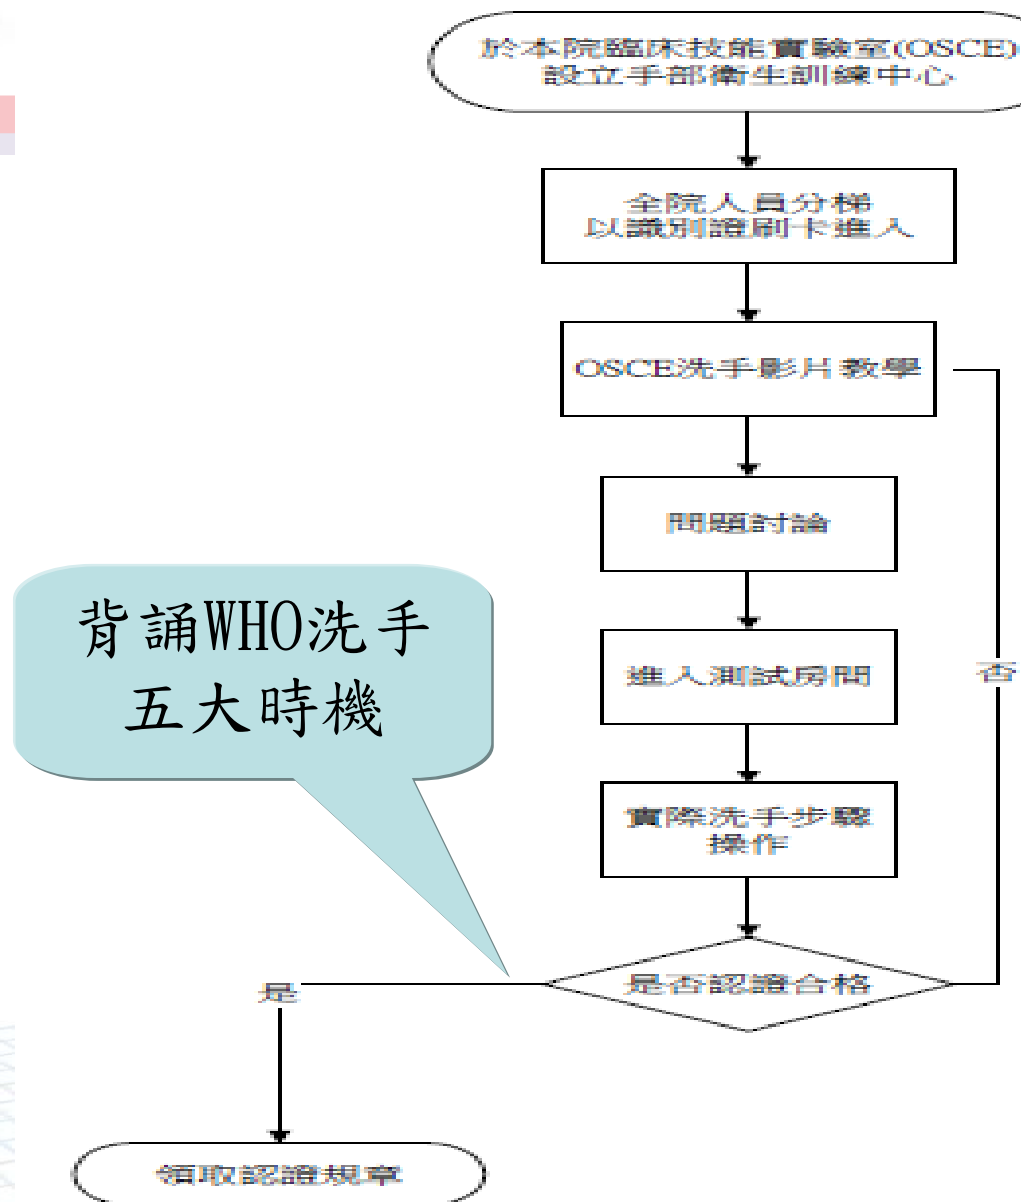 於本院臨床技能實驗室(OSCE)
設立手部衛生訓練中心
全院人員分梯
以識別證刷卡進入
OSCE洗手影片教學
問題討論
背誦WHO洗手
五大時機
進入測試房間
否
實際洗手步驟
操作
是否認證合格
是
領取認證規章